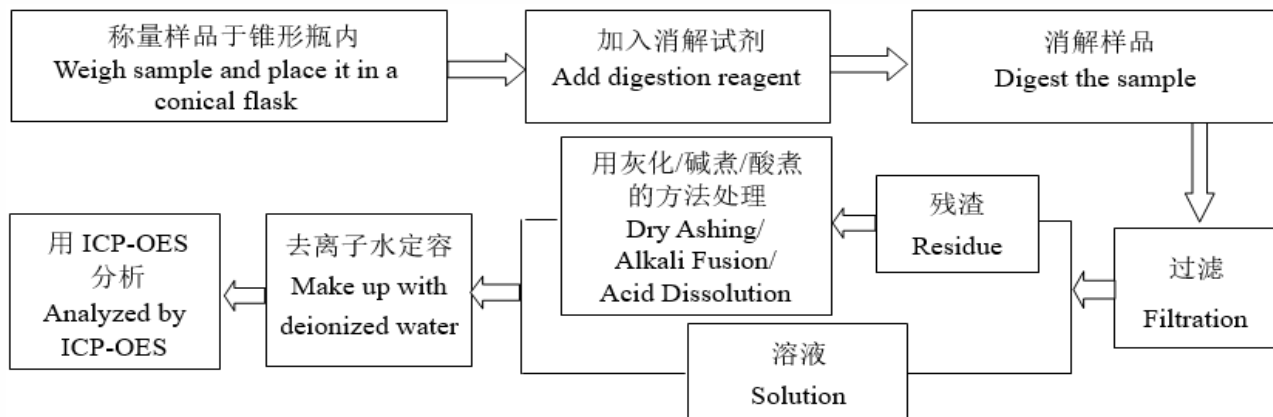 称量样品于锥形瓶内
Weigh sample and place it in a
conical flask
加入消解试剂
Add digestion reagent
消解样品
Digest the sample
过滤
Filtration
残渣
Residue
用灰化/碱煮/酸煮
的方法处理
Dry Ashing/
Alkali Fusion/
Acid Dissolution
溶液
Solution
去离子水定容
Make up with
deionized water
用 ICP-OES
分析
Analyzed by
ICP-OES